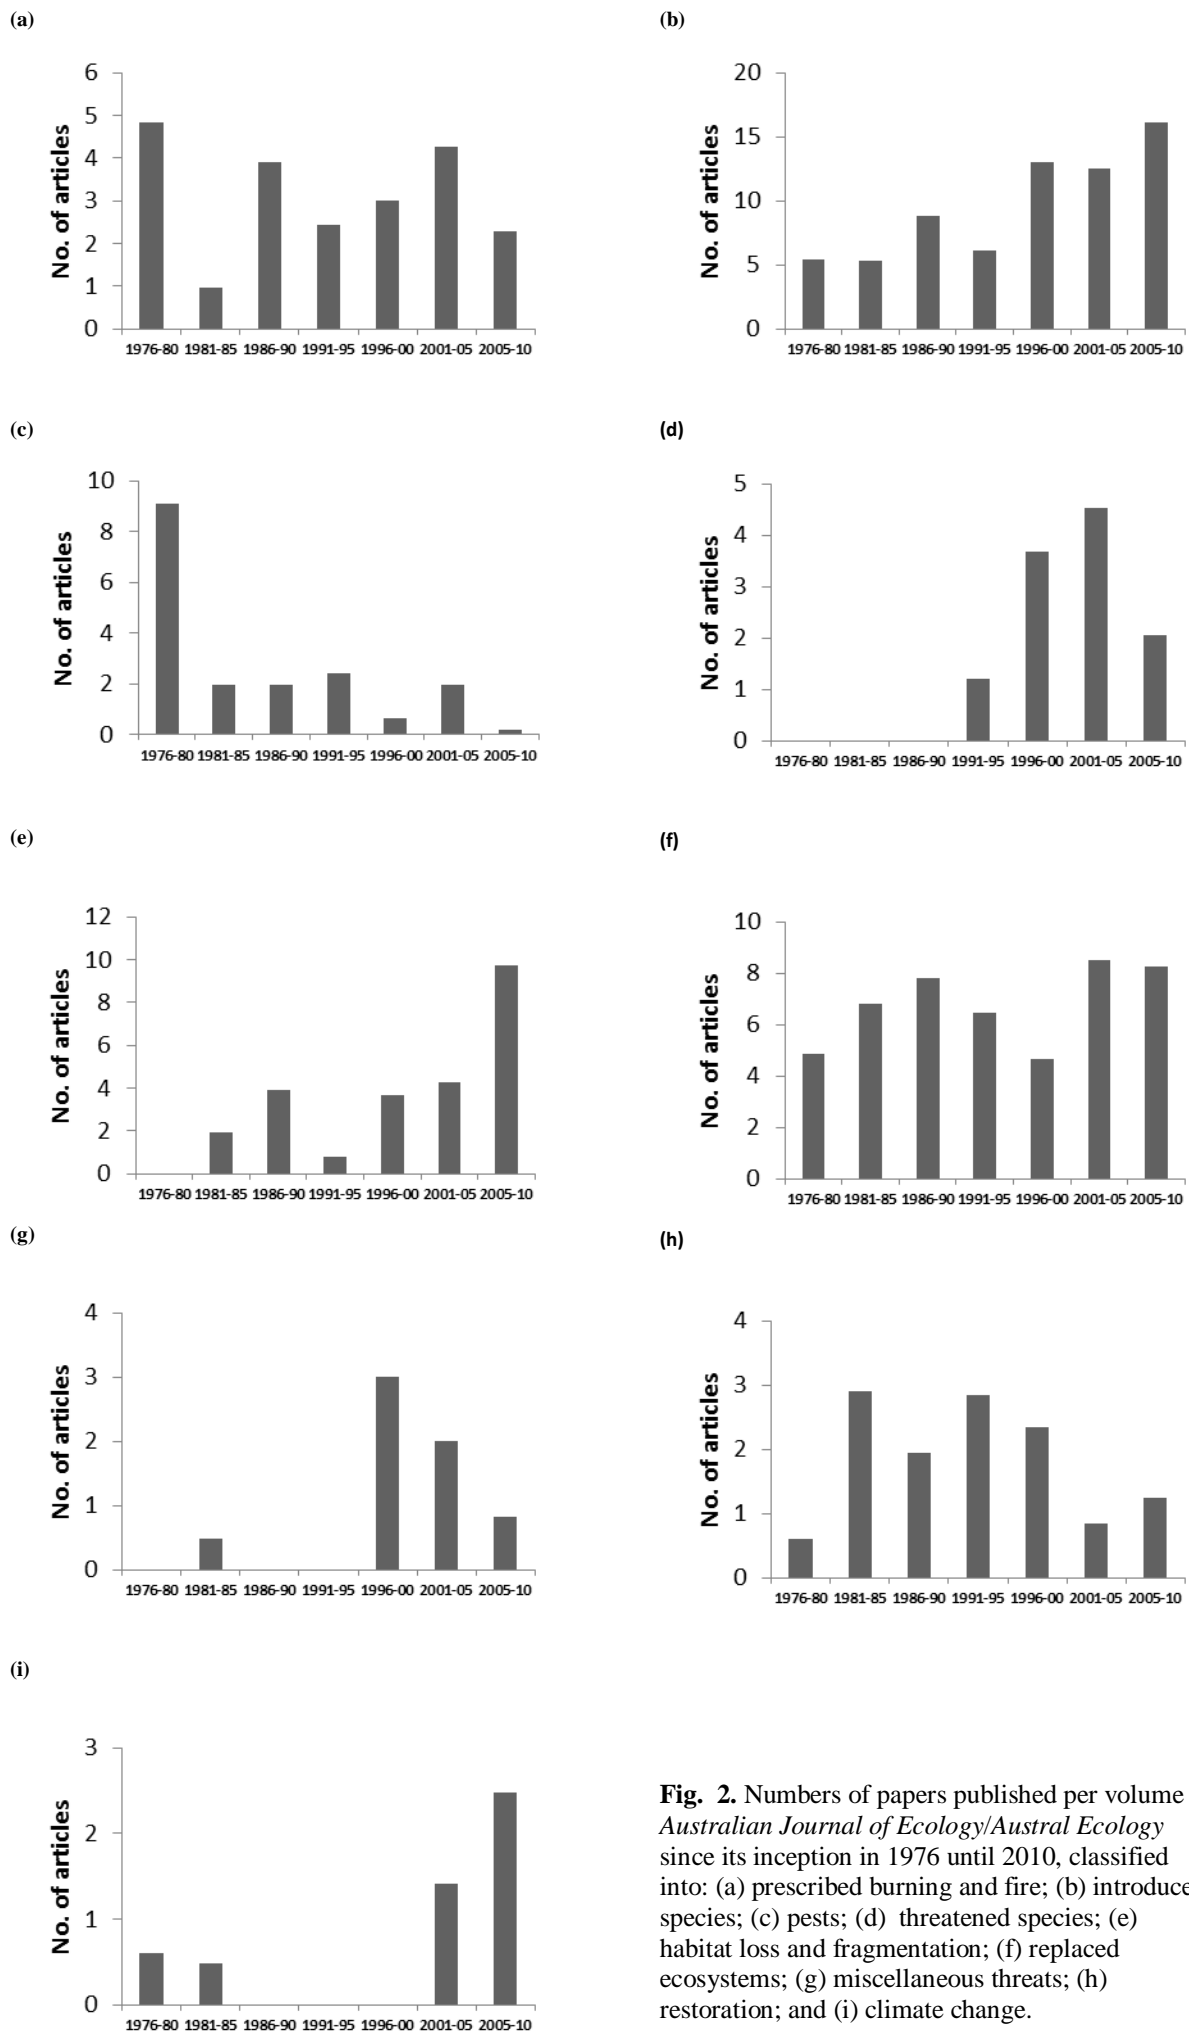 (a)
(b)
6
5
4
3
2
1
0
No. of articles
1976-80 1981-85 1986-90 1991-95 1996-00 2001-05 2005-10
20
15
10
5
0
No. of articles
1976-80 1981-85 1986-90 1991-95 1996-00 2001-05 2005-10
(c)
(d)
10
8
6
4
2
0
No. of articles
1976-80 1981-85 1986-90 1991-95 1996-00 2001-05 2005-10
5
4
3
2
1
0
No. of articles
1976-80 1981-85 1986-90 1991-95 1996-00 2001-05 2005-10
(e)
(f)
12
10
8
6
4
2
0
No. of articles
1976-80 1981-85 1986-90 1991-95 1996-00 2001-05 2005-10
10
8
6
4
2
0
No. of articles
1976-80 1981-85 1986-90 1991-95 1996-00 2001-05 2005-10
(g)
(h)
4
3
2
1
0
No. of articles
1976-80 1981-85 1986-90 1991-95 1996-00 2001-05 2005-10
4
3
2
1
0
No. of articles
1976-80 1981-85 1986-90 1991-95 1996-00 2001-05 2005-10
(i)
3
2
1
0
No. of articles
1976-80 1981-85 1986-90 1991-95 1996-00 2001-05 2005-10
Fig. 2. Numbers of papers published per volume
Australian Journal of Ecology/Austral Ecology
since its inception in 1976 until 2010, classified
into: (a) prescribed burning and fire; (b) introduce
species; (c) pests; (d) threatened species; (e)
habitat loss and fragmentation; (f) replaced
ecosystems; (g) miscellaneous threats; (h)
restoration; and (i) climate change.